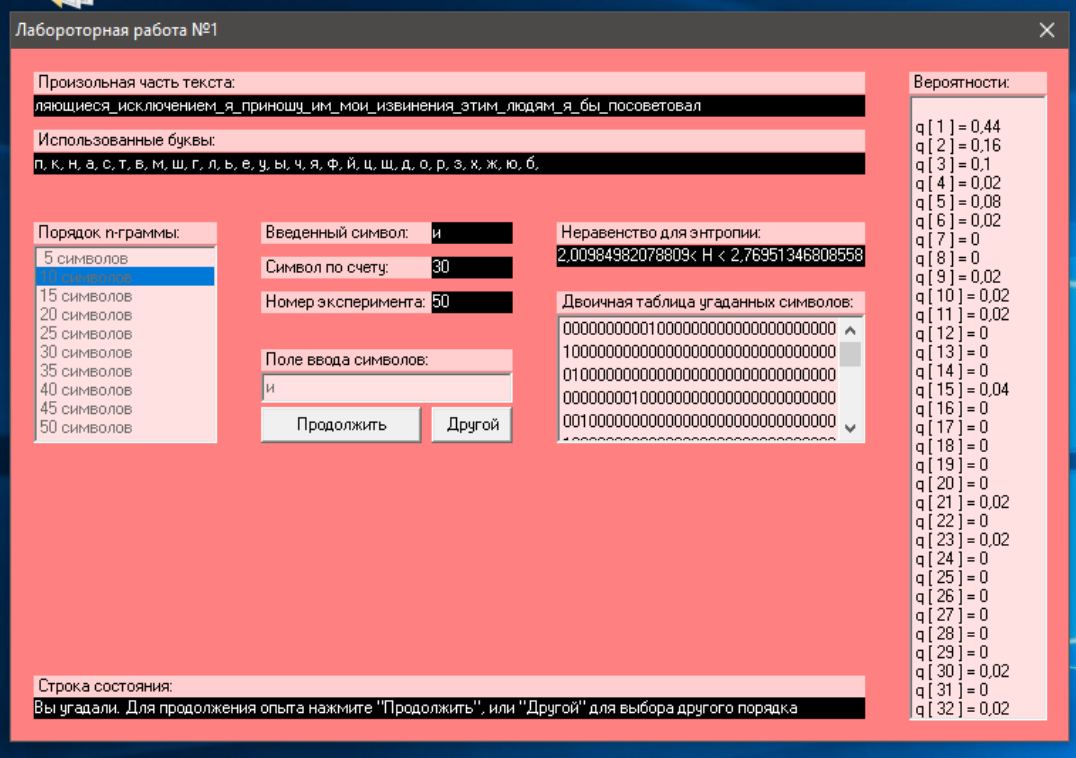 Лабороторная работа №1
Произольная часть текста:
ляющиеся_исключением_я_приношу_им_мои_извинения_этим_людям_я_бы_посоветовал
Использованные буквы:
п, к, н, а, с, т, в, м, ш, г, л, ь, е, у, ы, ч, я, ф, й, ц, щ, д, о, р, з, х, ж, ю, б,
Порядок n-граммы:
5 символов
10 символов
15 символов
20 символов
25 символов
30 символов
35 символов
40 символов
45 символов
50 символов
Введенный символ: и
Символ по счету: 30
Номер эксперимента: 50
Поле ввода символов:
и
Продолжить Другой
Неравенство для энтропии:
2,00984982078809< H < 2,76951346808558
Двоичная таблица угаданных символов:
00000000001000000000000000000000
10000000000000000000000000000000
01000000000000000000000000000000
00000000100000000000000000000000
00100000000000000000000000000000
Вероятности:
q[ 1 ] = 0,44
q[ 2 ] = 0,16
q[ 3 ] = 0,1
q[ 4 ] = 0,02
q[ 5 ] = 0,08
q[ 6 ] = 0,02
q[ 7 ] = 0
q[ 8 ] = 0
q[ 9 ] = 0,02
q[ 10 ] = 0,02
q[ 11 ] = 0,02
q[ 12 ] = 0
q[ 13 ] = 0
q[ 14 ] = 0
q[ 15 ] = 0,04
q[ 16 ] = 0
q[ 17 ] = 0
q[ 18 ] = 0
q[ 19 ] = 0
q[ 20 ] = 0
q[ 21 ] = 0,02
q[ 22 ] = 0
q[ 23 ] = 0,02
q[ 24 ] = 0
q[ 25 ] = 0
q[ 26 ] = 0
q[ 27 ] = 0
q[ 28 ] = 0
q[ 29 ] = 0
q[ 30 ] = 0,02
q[ 31 ] = 0
q[ 32 ] = 0,02
Строка состояния:
Вы угадали. Для продолжения опыта нажмите "Продолжить", или "Другой" для выбора другого порядка